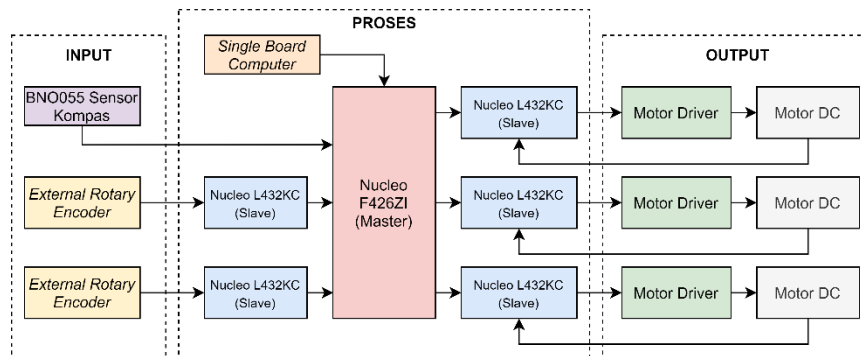 PROSES
INPUT
OUTPUT
Single Board
Computer
BNO055 Sensor
Kompas
Nucleo L432KC
(Slave)
Motor Driver
Motor DC
External Rotary
Encoder
Nucleo L432KC
(Slave)
Nucleo
F426ZI
(Master)
Nucleo L432KC
(Slave)
Motor Driver
Motor DC
External Rotary
Encoder
Nucleo L432KC
(Slave)
Nucleo L432KC
(Slave)
Motor Driver
Motor DC